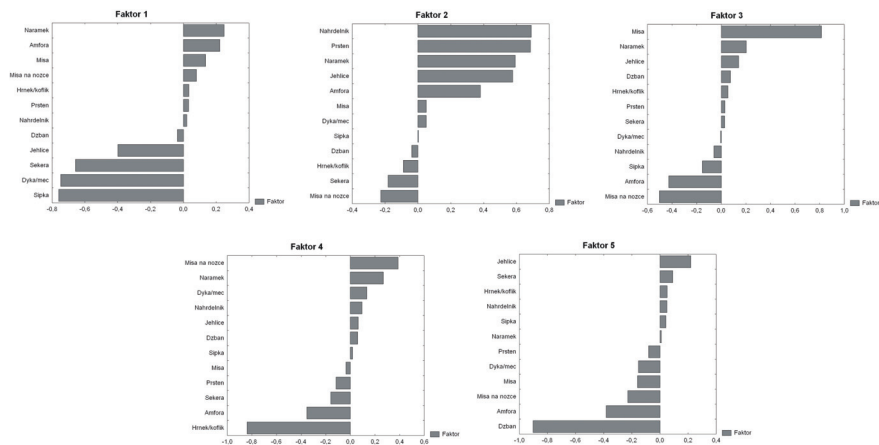 Faktor 1
Naramek
Amfora
Misa
Misa na nozce
Hrnek/koflik
Prsten
Nahrdelnik
Dzban
Jehlice
Sekera
Dyka/mec
Sipka
-0,8 -0,6 -0,4 -0,2 0,0 0,2 0,4
Faktor
Faktor 2
Nahrdelnik
Prsten
Naramek
Jehlice
Amfora
Misa
Dyka/mec
Sipka
Dzban
Hrnek/koflik
Sekera
Misa na nozce
-0,4 -0,2 0,0 0,2 0,4 0,6 0,8
Faktor
Faktor 3
Misa
Naramek
Jehlice
Dzban
Hrnek/koflik
Prsten
Sekera
Dyka/mec
Nahrdelnik
Sipka
Amfora
Misa na nozce
-0,6 -0,4 -0,2 0,0 0,2 0,4 0,6 0,8 1,0
Faktor
Faktor 4
Misa na nozce
Naramek
Dyka/mec
Nahrdelnik
Jehlice
Dzban
Sipka
Misa
Prsten
Sekera
Amfora
Hrnek/koflik
-1,0 -0,8 -0,6 -0,4 -0,2 0,0 0,2 0,4 0,6
Faktor
Faktor 5
Jehlice
Sekera
Hrnek/koflik
Nahrdelnik
Sipka
Naramek
Prsten
Dyka/mec
Misa
Misa na nozce
Amfora
Dzban
-1,0 -0,8 -0,6 -0,4 -0,2 0,0 0,2 0,4
Faktor